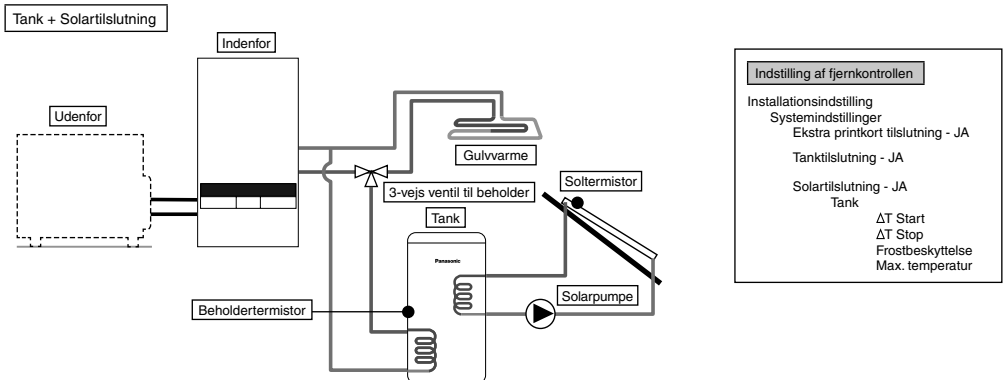 Tank + Solartilslutning
Indenfor
Udenfor
Gulvvarme
3-vejs ventil til beholder
Soltermistor
Tank
Panasonic
Solarpumpe
Beholdertermistor
Indstilling af fjernkontrollen
Installationsindstilling
Systemindstillinger
Ekstra printkort tilslutning - JA
Tanktilslutning - JA
Solartilslutning - JA
Tank
ΔT Start
ΔT Stop
Frostbeskyttelse
Max. temperatur